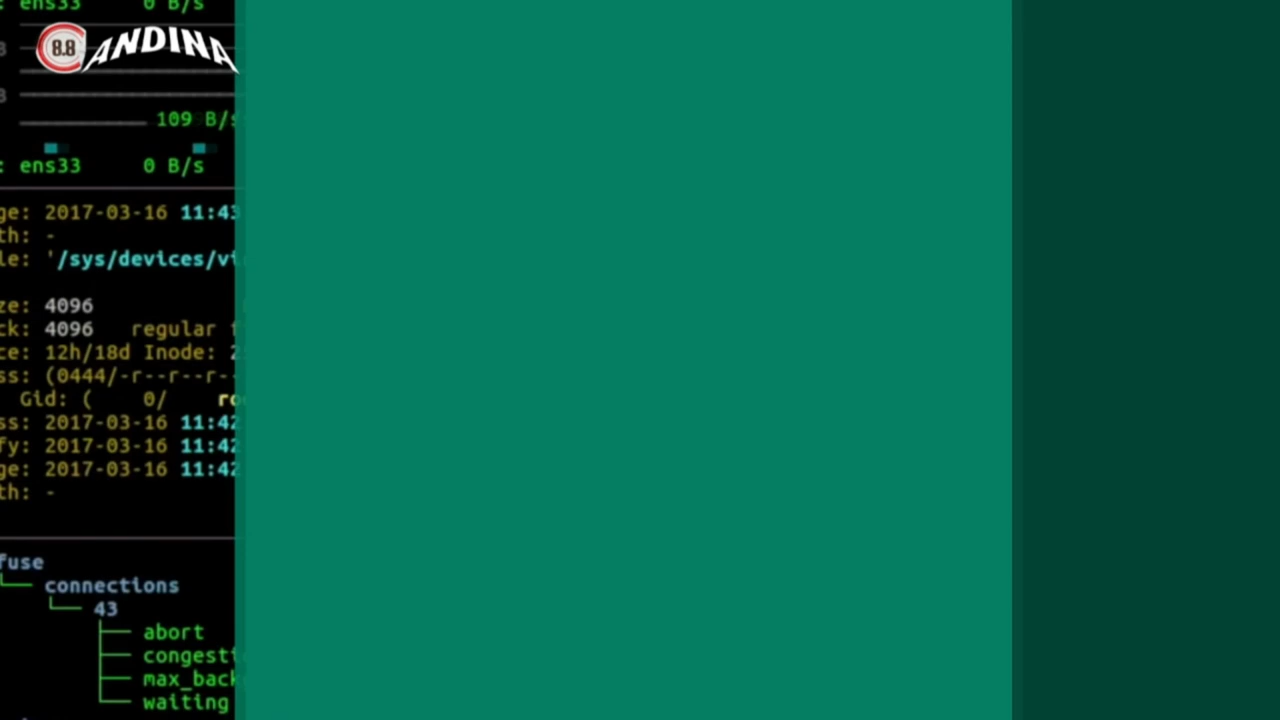 : ens33 0 B/s
8.8 ANDINA
109 B/s
: ens33 0 B/s
ge: 2017-03-16 11:43
th: -
le: '/sys/devices/vi
ze: 4096
ck: 4096 regular f
ce: 12h/18d Inode: 2
ss: (0444/-r--r--r--
Gid: ( 0/ ro
ss: 2017-03-16 11:42
fy: 2017-03-16 11:42
ge: 2017-03-16 11:42
th: -
fuse
connections
43
abort
congesti
max_back
waiting